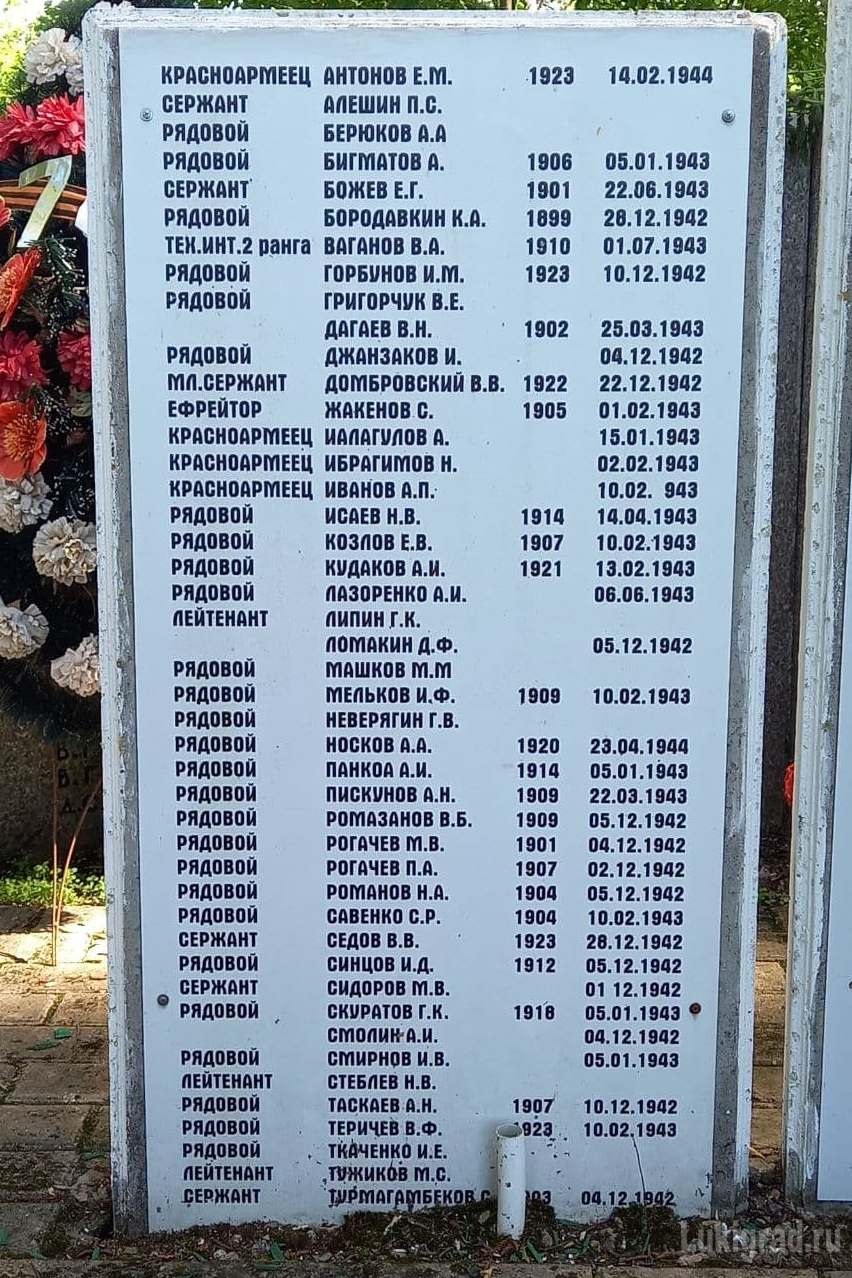 КРАСНОАРМЕЕЦ АНТОНОВ Е.М. 1923 14.02.1944
СЕРЖАНТ АЛЕШИН П.С.
РЯДОВОЙ БЕРЮКОВ А.А
РЯДОВОЙ БИГМАТОВ А. 1906 05.01.1943
СЕРЖАНТ БОЖЕВ Е.Г. 1901 22.06.1943
РЯДОВОЙ БОРОДАВКИН К.А. 1899 28.12.1942
ТЕХ.ИНТ.2 ранга ВАГАНОВ В.А. 1910 01.07.1943
РЯДОВОЙ ГОРБУНОВ И.М. 1923 10.12.1942
РЯДОВОЙ ГРИГОРЧУК В.Е.
ДАГАЕВ В.Н. 1902 25.03.1943
РЯДОВОЙ ДЖАНЗАКОВ И. 04.12.1942
МЛ.СЕРЖАНТ ДОМБРОВСКИЙ В.В. 1922 22.12.1942
ЕФРЕЙТОР ЖАКЕНОВ С. 1905 01.02.1943
КРАСНОАРМЕЕЦ ИАЛАГУЛОВ А. 15.01.1943
КРАСНОАРМЕЕЦ ИБРАГИМОВ Н. 02.02.1943
КРАСНОАРМЕЕЦ ИВАНОВ А.П. 10.02. 943
РЯДОВОЙ ИСАЕВ Н.В. 1914 14.04.1943
РЯДОВОЙ КОЗЛОВ Е.В. 1907 10.02.1943
РЯДОВОЙ КУДАКОВ А.И. 1921 13.02.1943
РЯДОВОЙ ЛАЗОРЕНКО А.И. 06.06.1943
ЛЕЙТЕНАНТ ЛИПИН Г.К.
ЛОМАКИН Д.Ф. 05.12.1942
РЯДОВОЙ МАШКОВ М.М
РЯДОВОЙ МЕЛЬКОВ И.Ф. 1909 10.02.1943
РЯДОВОЙ НЕВЕРЯГИН Г.В.
РЯДОВОЙ НОСКОВ А.А. 1920 23.04.1944
РЯДОВОЙ ПАНКОА А.И. 1914 05.01.1943
РЯДОВОЙ ПИСКУНОВ А.Н. 1909 22.03.1943
РЯДОВОЙ РОМАЗАНОВ В.Б. 1909 05.12.1942
РЯДОВОЙ РОГАЧЕВ М.В. 1901 04.12.1942
РЯДОВОЙ РОГАЧЕВ П.А. 1907 02.12.1942
РЯДОВОЙ РОМАНОВ Н.А. 1904 05.12.1942
РЯДОВОЙ САВЕНКО С.Р. 1904 10.02.1943
СЕРЖАНТ СЕДОВ В.В. 1923 28.12.1942
РЯДОВОЙ СИНЦОВ И.Д. 1912 05.12.1942
СЕРЖАНТ СИДОРОВ М.В. 01 12.1942
РЯДОВОЙ СКУРАТОВ Г.К. 1918 05.01.1943
СМОЛИН А.И. 04.12.1942
РЯДОВОЙ СМИРНОВ И.В. 05.01.1943
ЛЕЙТЕНАНТ СТЕБЛЕВ Н.В.
РЯДОВОЙ ТАСКАЕВ А.Н. 1907 10.12.1942
РЯДОВОЙ ТЕРИЧЕВ В.Ф. 1923 10.02.1943
РЯДОВОЙ ТКАЧЕНКО И.Е.
ЛЕЙТЕНАНТ ТУЖИКОВ М.С.
СЕРЖАНТ ТУРМАГАМБЕКОВ С. 04.12.1942
Lukigrad.ru